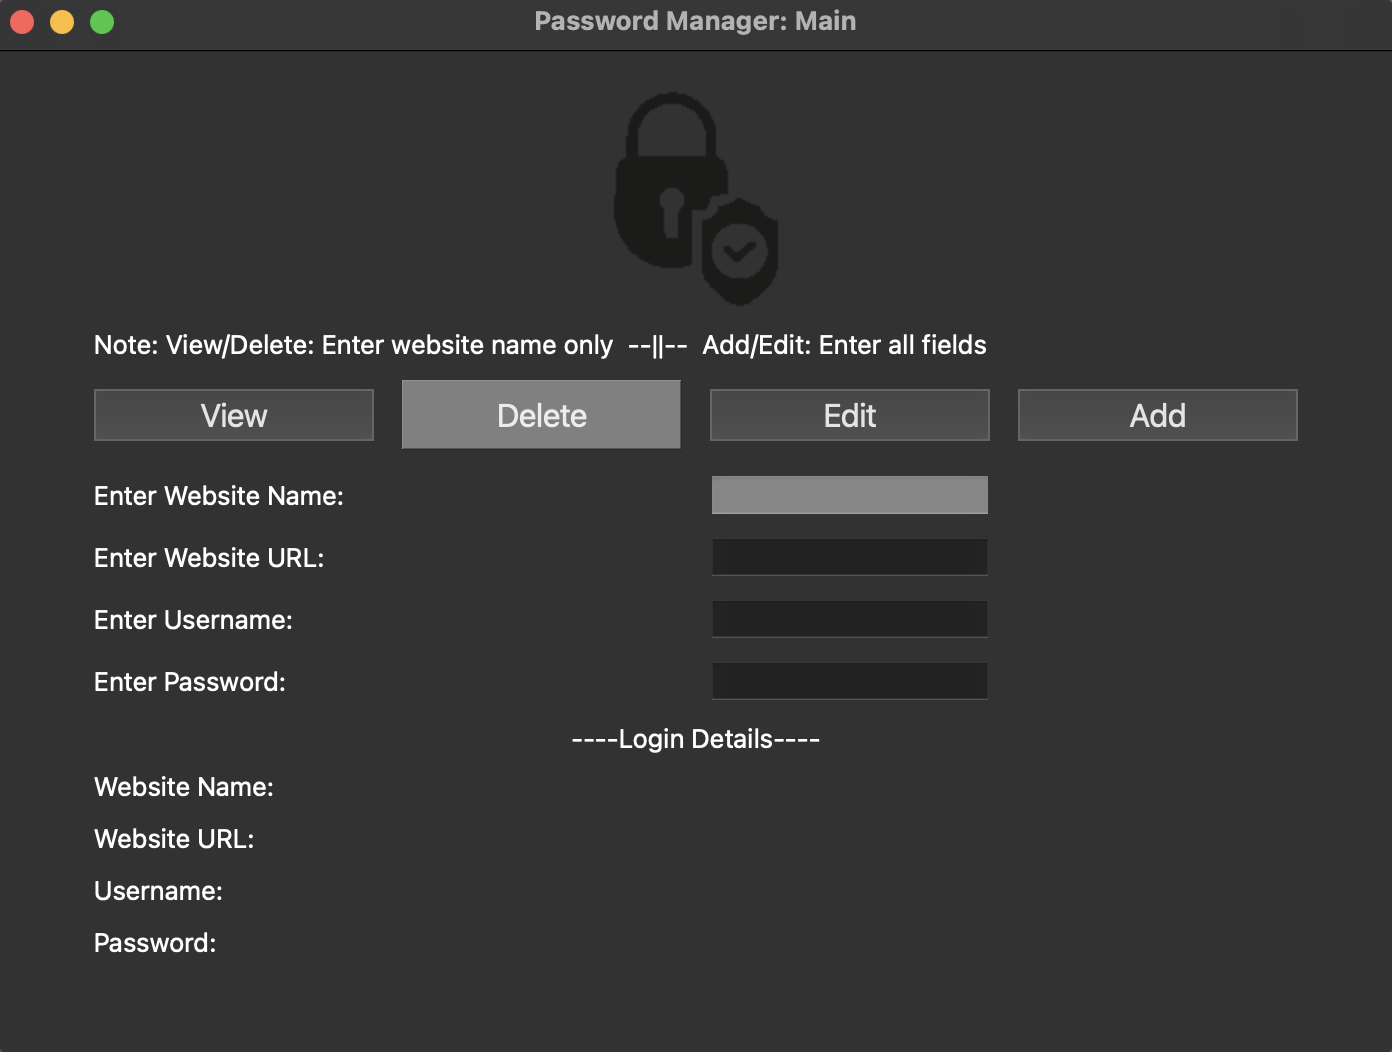 Password Manager: Main
Note: View/Delete: Enter website name only  --||--  Add/Edit: Enter all fields
View Delete Edit Add
Enter Website Name:
Enter Website URL:
Enter Username:
Enter Password:
----Login Details----
Website Name:
Website URL:
Username:
Password: